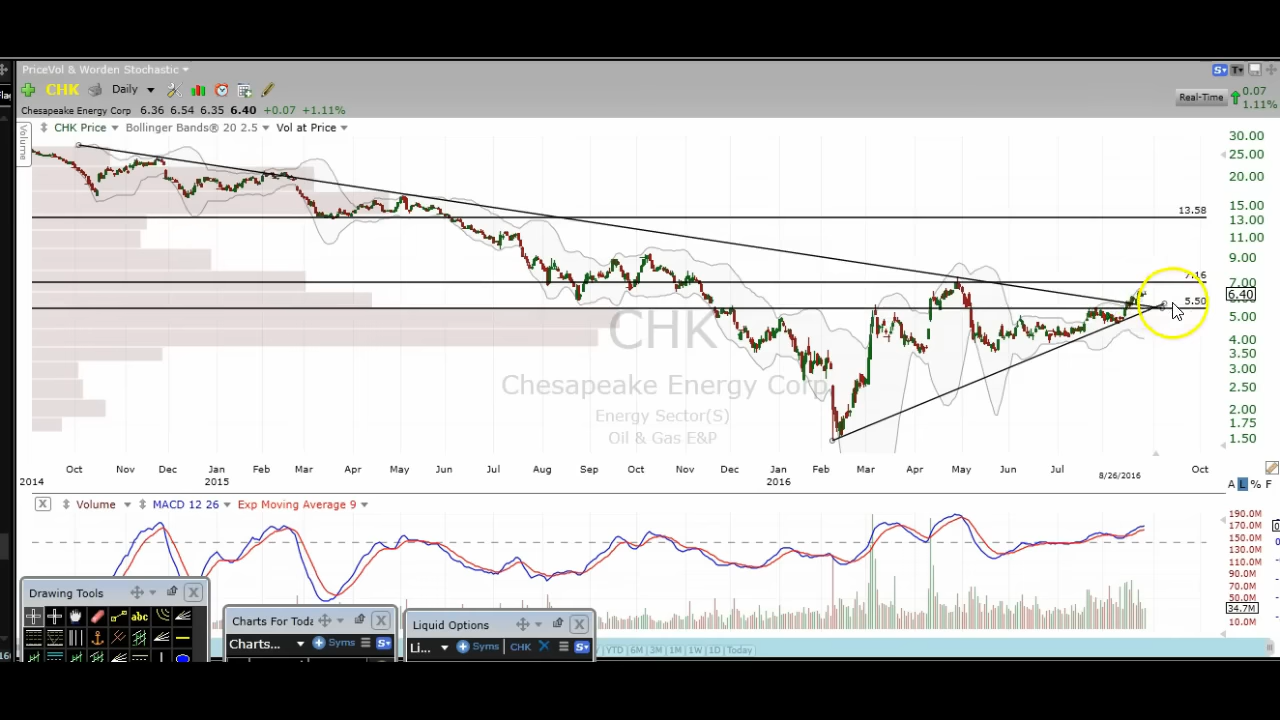 PriceVol & Worden Stochastic
CHK Daily
Chesapeake Energy Corp 6.36 6.54 6.35 6.40 +0.07 +1.11%
Real-Time 0.07
1.11%
CHK Price Bollinger Bands® 20 2.5 Vol at Price
Volume
30.00
25.00
20.00
15.00
13.58
13.00
11.00
9.00
7.16
7.00
6.40
5.50
5.00
4.00
3.50
3.00
2.50
2.00
1.75
1.50
CHK
Chesapeake Energy Corp.
Energy Sector(S)
Oil & Gas E&P
Oct Nov Dec Jan Feb Mar Apr May Jun Jul Aug Sep Oct Nov Dec Jan Feb Mar Apr May Jun Jul 8/26/2016 Oct
2014 2015 2016
A L % F
X Volume MACD 12 26 Exp Moving Average 9
190.0M
170.0M
150.0M
130.0M
110.0M
90.0M
70.0M
50.0M
34.7M
10.0M
Drawing Tools X
abc
Charts For Toda X
Charts... Syms S
Liquid Options X
Li... Syms CHK X S
YTD 6M 3M 1M 1W 1D Today